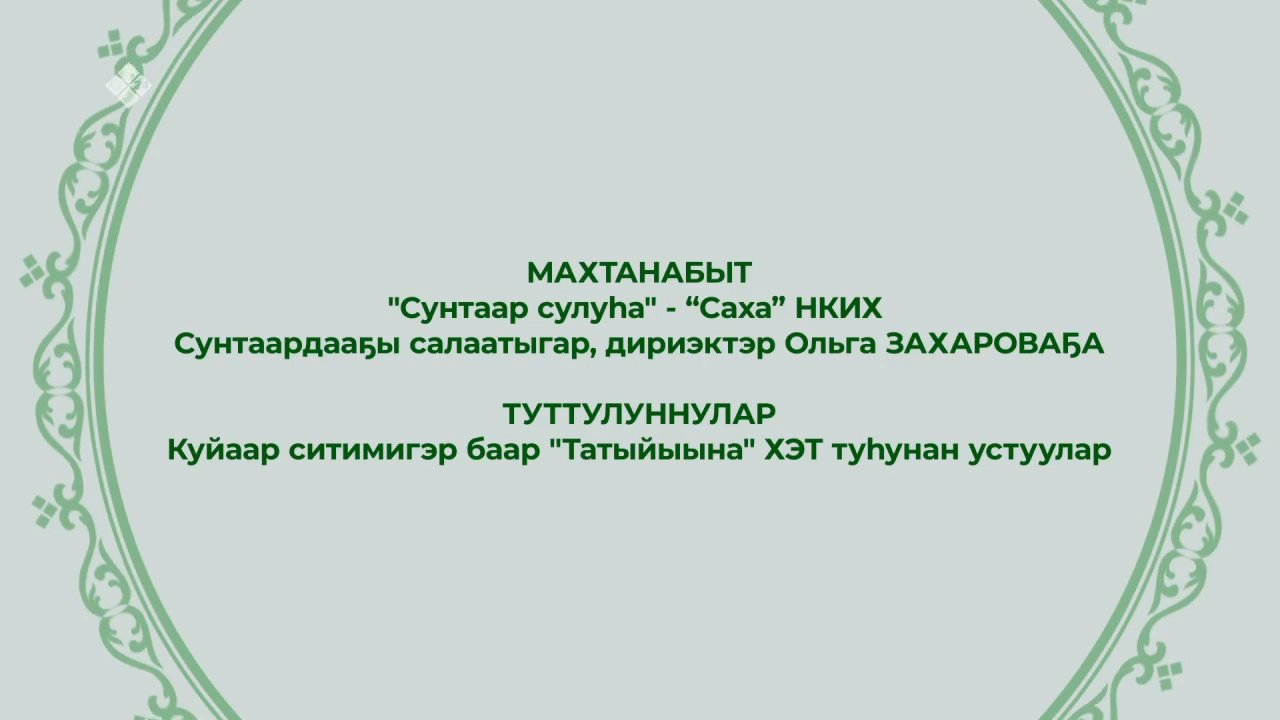 МАХТАНАБЫТ
"Сунтаар сулуһа" - “Саха” НКИХ
Сунтаардааҕы салаатыгар, дириэктэр Ольга ЗАХАРОВАҔА
ТУТТУЛУННУЛАР
Куйаар ситимигэр баар "Татыйыына" ХЭТ туһунан устуулар